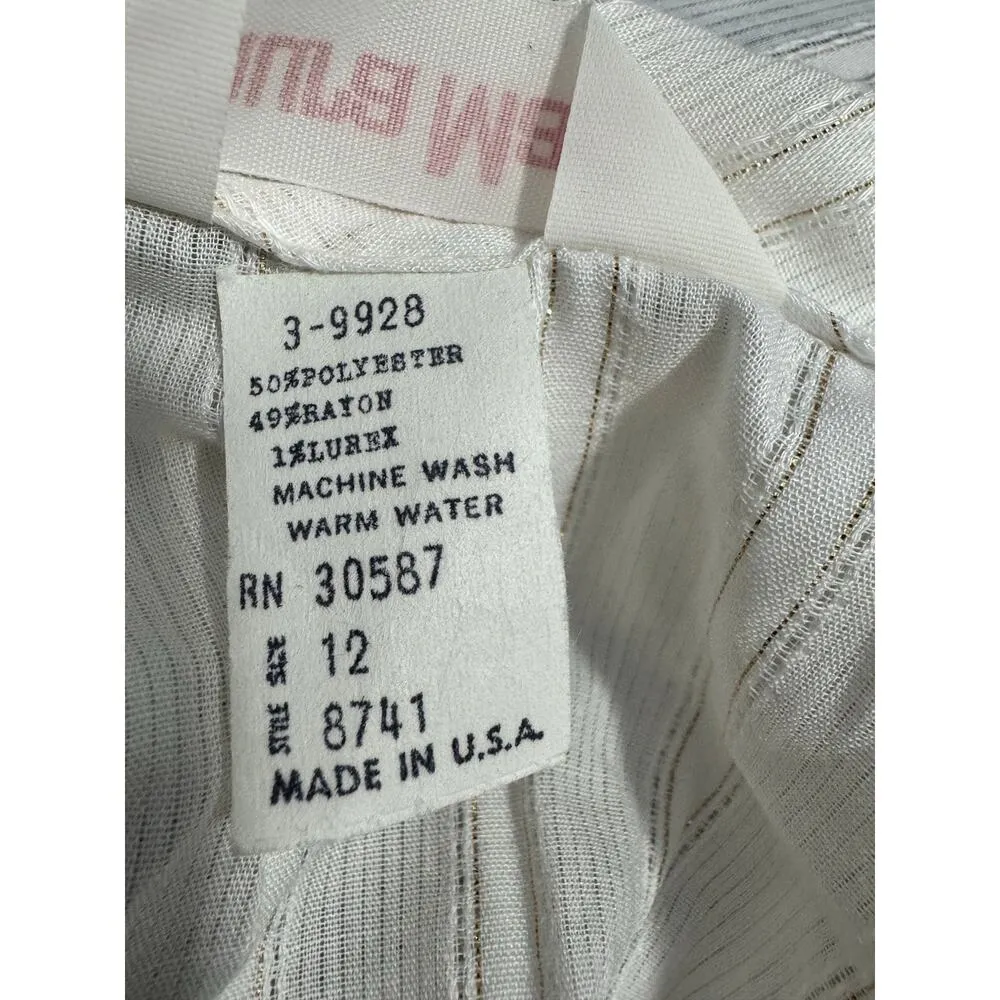 3-9928
50%POLYESTER
49%RAYON
1%LUREX
MACHINE WASH
WARM WATER
RN 30587
SIZE 12
STYLE 8741
MADE IN U.S.A.